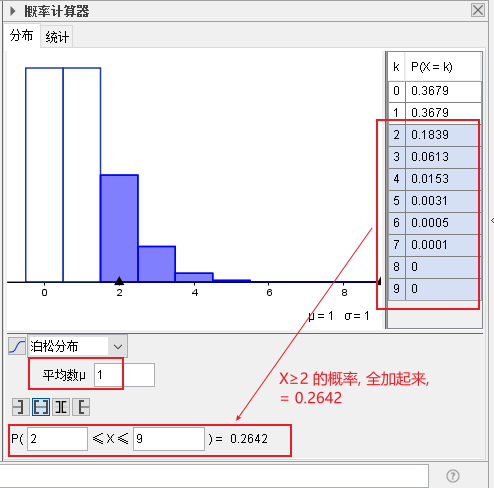 概率计算器
分布 统计
k P(X = k)
0 0.3679
1 0.3679
2 0.1839
3 0.0613
4 0.0153
5 0.0031
6 0.0005
7 0.0001
8 0
9 0
0 2 4 6 8
μ = 1 σ = 1
泊松分布
平均数μ 1
X≥2 的概率, 全加起来,
= 0.2642
P( 2 ≤ X ≤ 9 ) = 0.2642